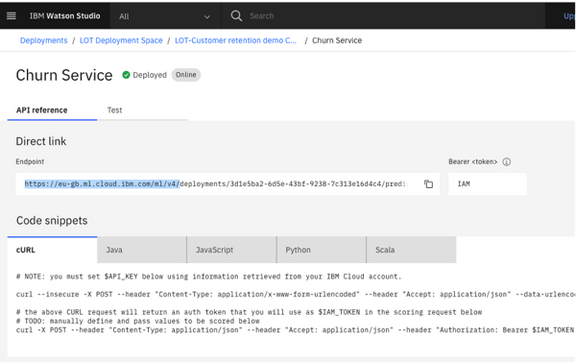 IBM Watson Studio All Search Upg
Deployments / LOT Deployment Space / LOT-Customer retention demo C... / Churn Service
Churn Service Deployed Online
API reference Test
Direct link
Endpoint Bearer <token>
https://eu-gb.ml.cloud.ibm.com/ml/v4/deployments/3d1e5ba2-6d5e-43bf-9238-7c313e16d4c4/predi IAM
Code snippets
cURL Java JavaScript Python Scala
# NOTE: you must set $API_KEY below using information retrieved from your IBM Cloud account.
curl --insecure -X POST --header "Content-Type: application/x-www-form-urlencoded" --header "Accept: application/json" --data-urlenco
# the above CURL request will return an auth token that you will use as $IAM_TOKEN in the scoring request below
# TODO: manually define and pass values to be scored below
curl -X POST --header "Content-Type: application/json" --header "Accept: application/json" --header "Authorization: Bearer $IAM_TOKEN